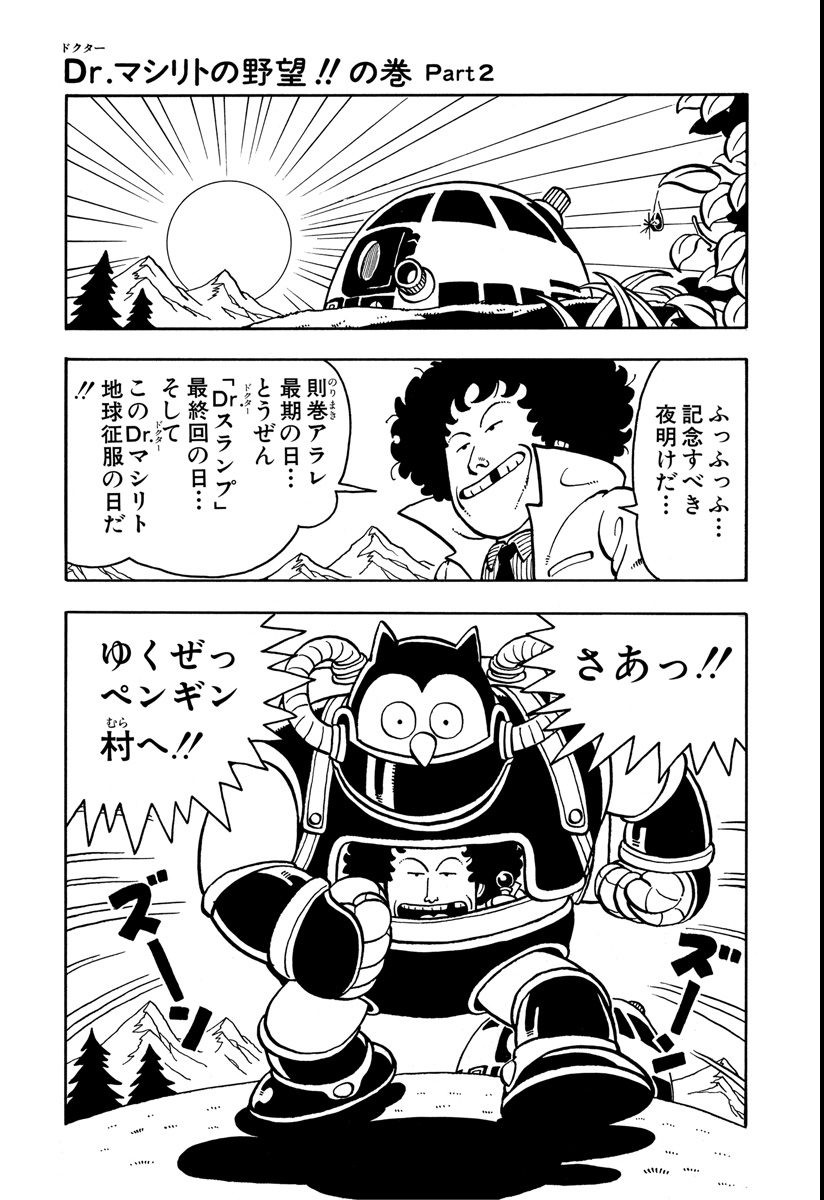 Dr.マシリトの野望!!の巻 Part2
ドクター
ふっふっふ…
記念すべき
夜明けだ…
則巻アラレ
のりまき
最期の日…
とうぜん
「Dr.スランプ」
ドクター
最終回の日…
そして
このDr.マシリト
ドクター
地球征服の日だ
!!
さあっ!!
ゆくぜっ
ペンギン
村へ!!
むら
ズーン
ズーン